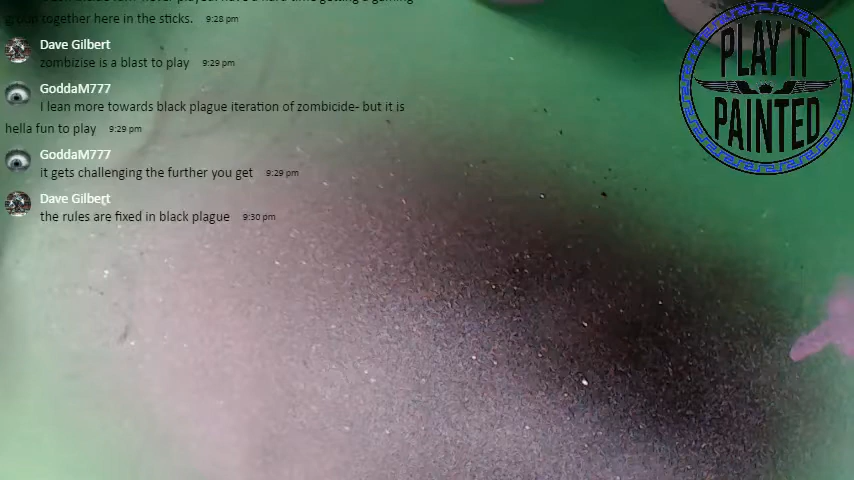 group together here in the sticks. 9:28 pm
Dave Gilbert
zombizise is a blast to play 9:29 pm
GoddaM777
I lean more towards black plague iteration of zombicide- but it is
hella fun to play 9:29 pm
GoddaM777
it gets challenging the further you get 9:29 pm
Dave Gilbert
the rules are fixed in black plague 9:30 pm
PLAY IT
PAINTED